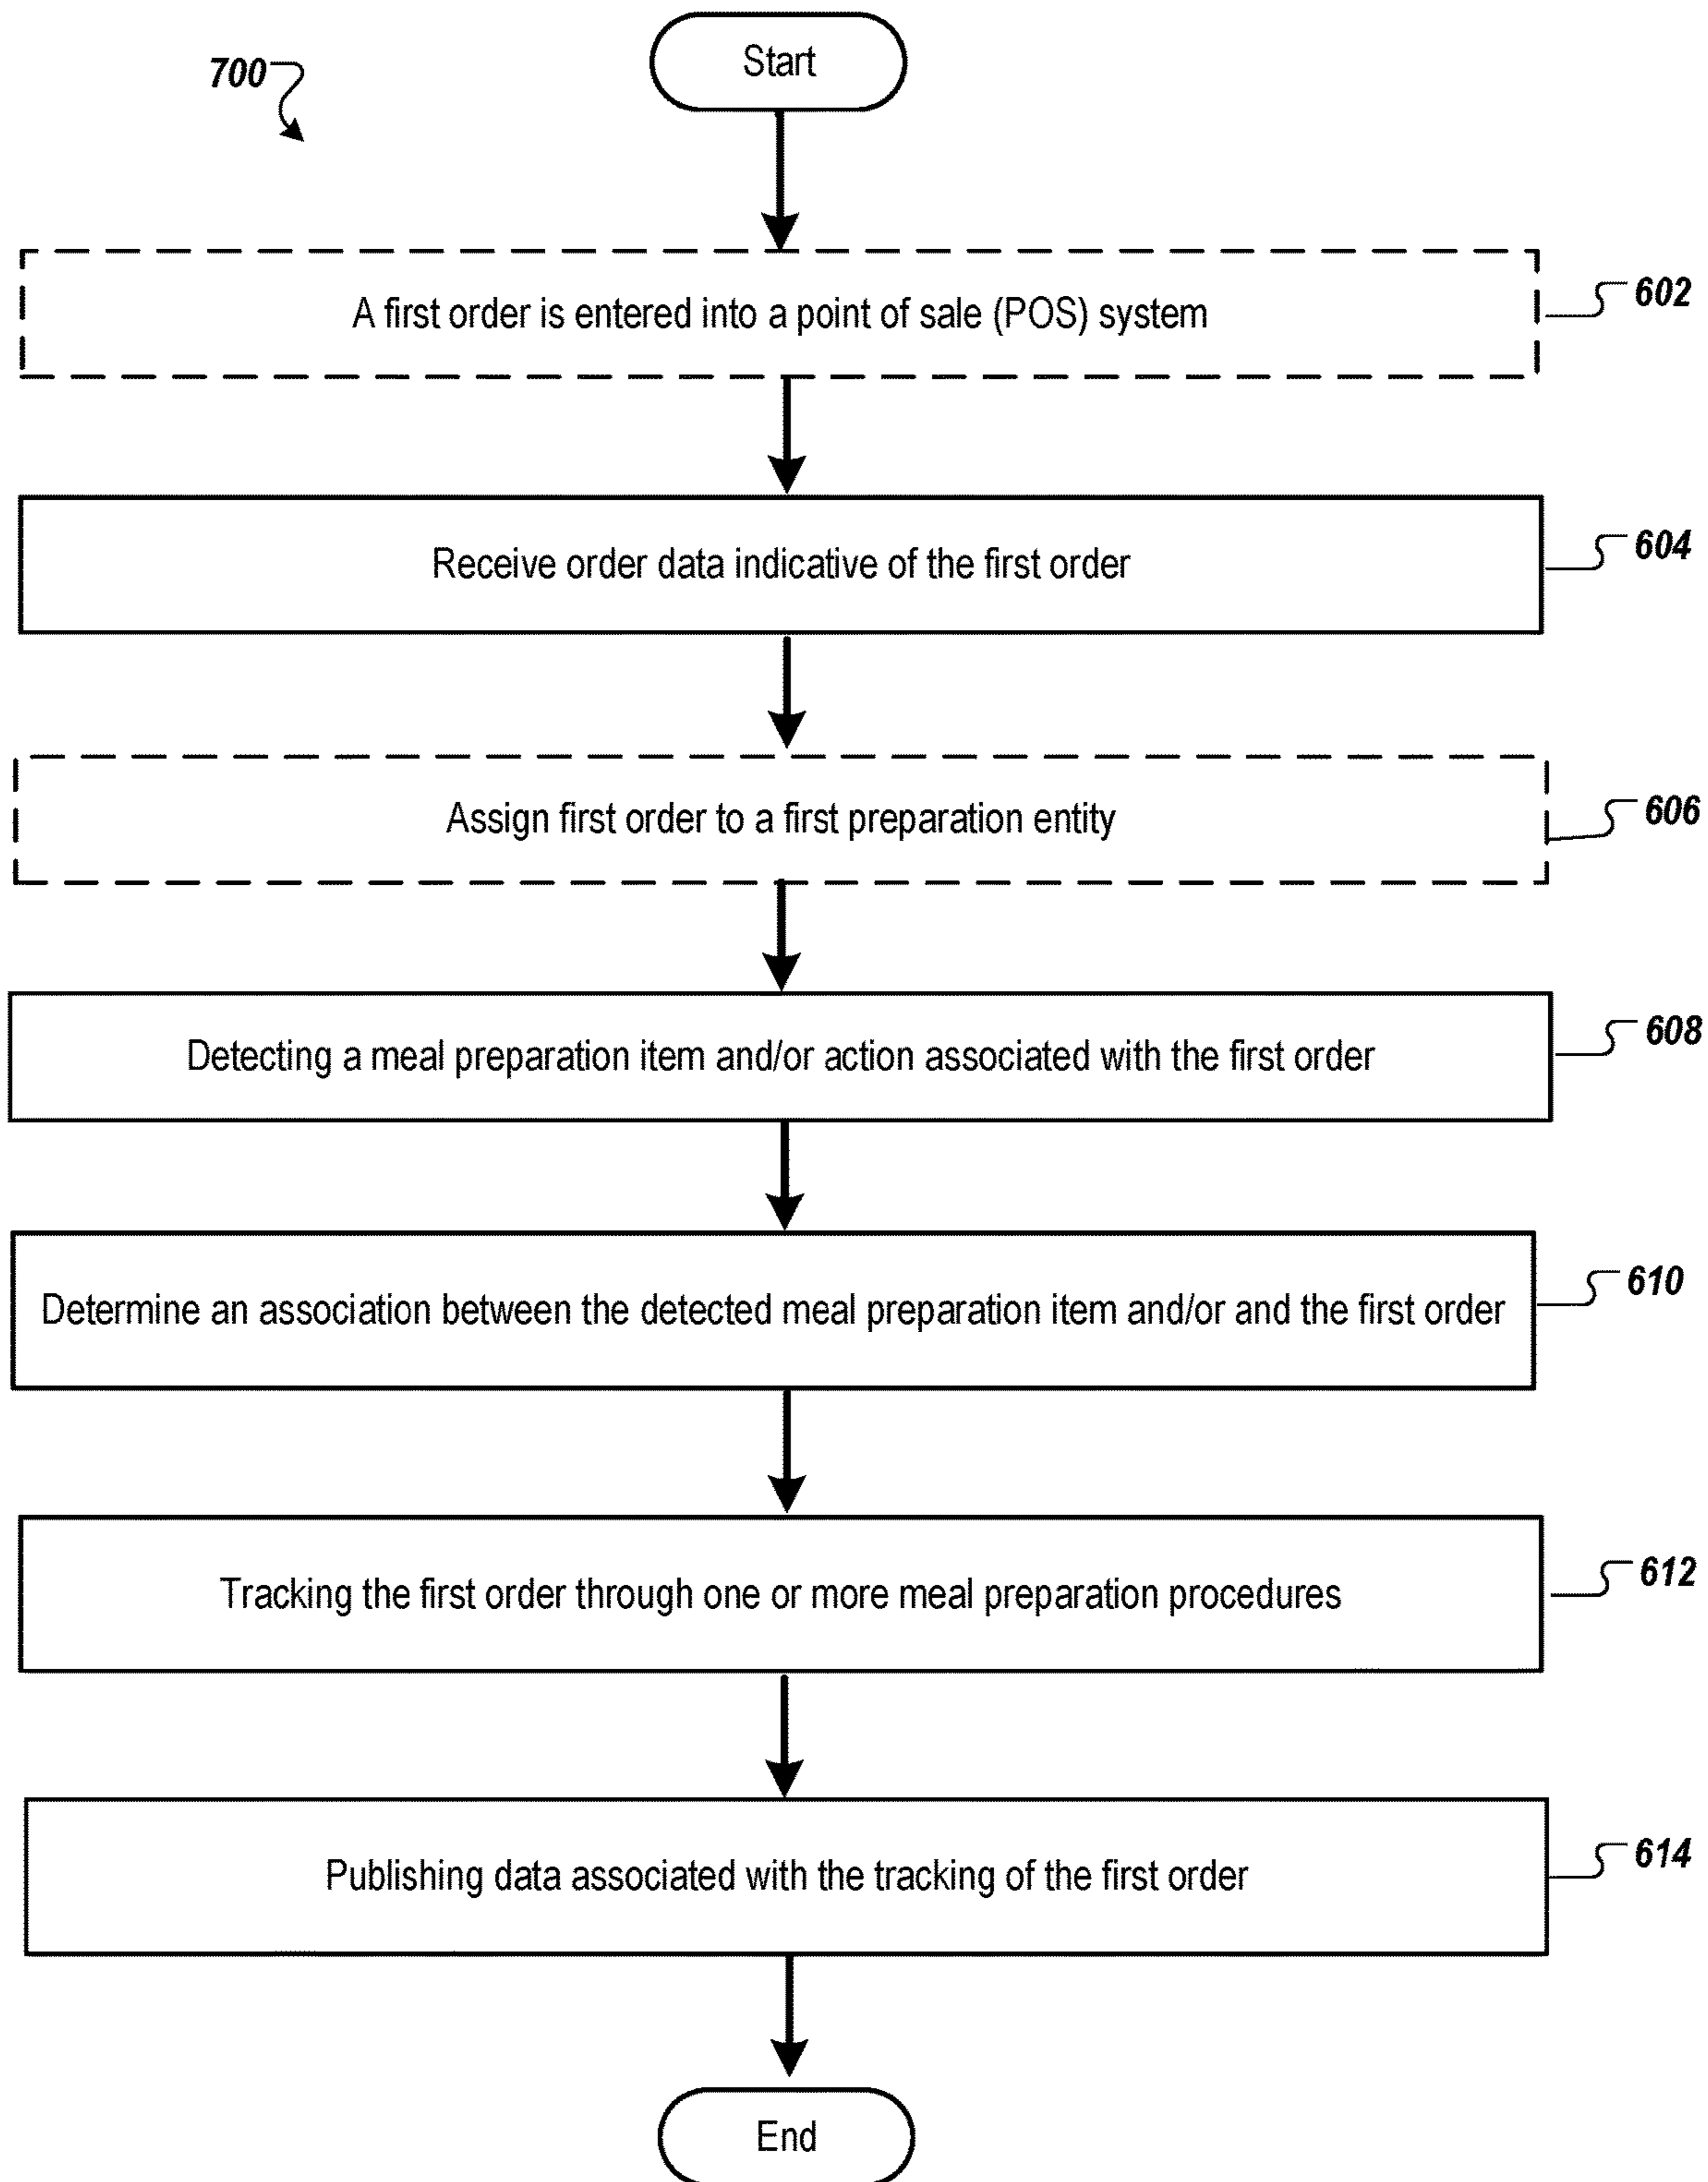 700
Start
A first order is entered into a point of sale (POS) system
602
Receive order data indicative of the first order
604
Assign first order to a first preparation entity
606
Detecting a meal preparation item and/or action associated with the first order
608
Determine an association between the detected meal preparation item and/or and the first order
610
Tracking the first order through one or more meal preparation procedures
612
Publishing data associated with the tracking of the first order
614
End